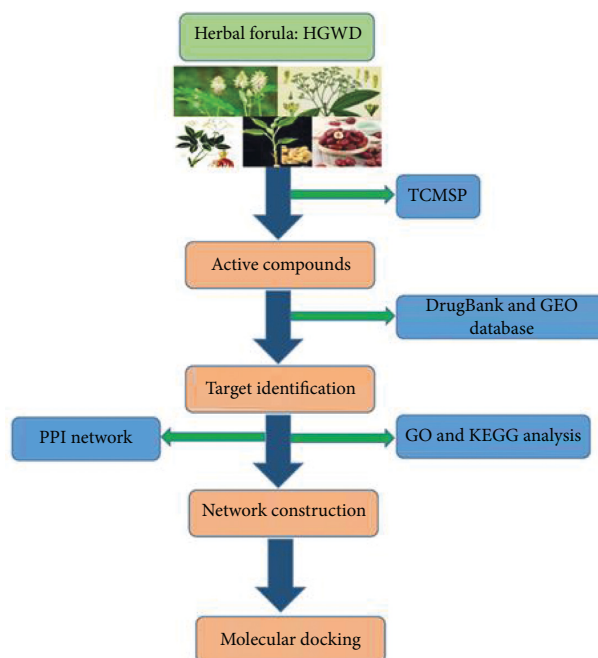 Herbal forula: HGWD
TCMSP
Active compounds
DrugBank and GEO
database
Target identification
PPI network
GO and KEGG analysis
Network construction
Molecular docking